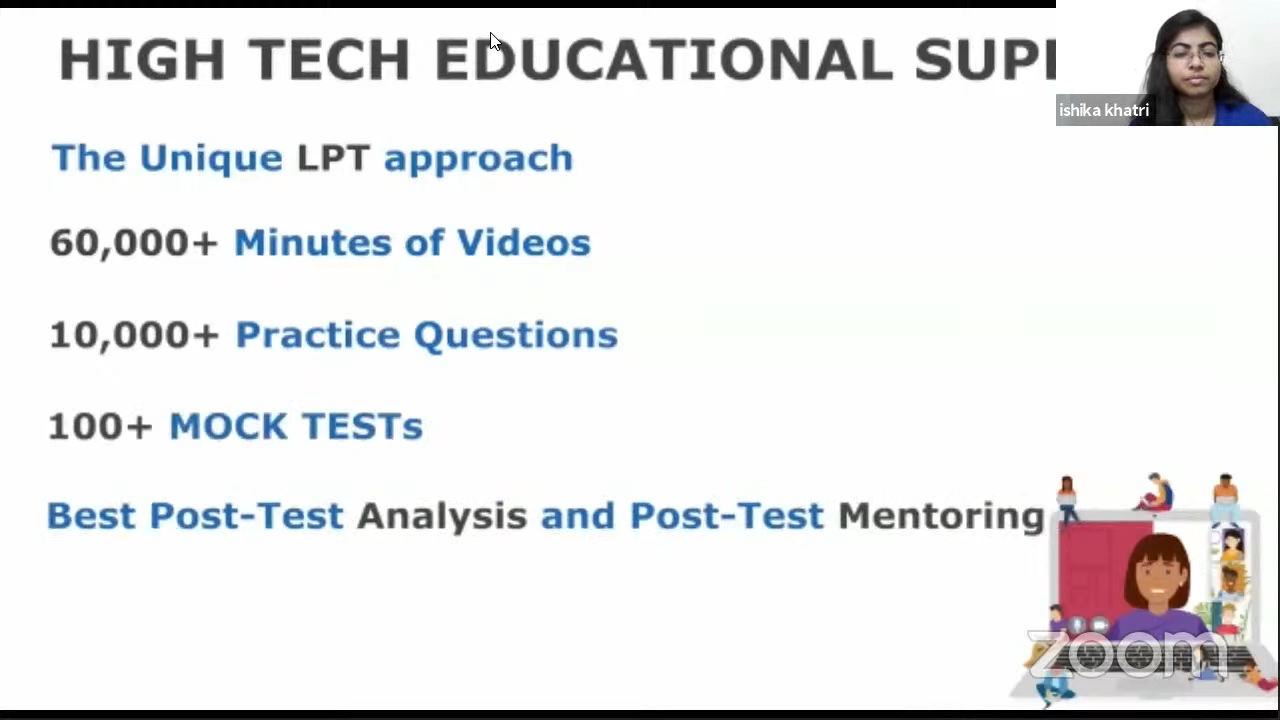 HIGH TECH EDUCATIONAL SUP
ishika khatri
The Unique LPT approach
60,000+ Minutes of Videos
10,000+ Practice Questions
100+ MOCK TESTs
Best Post-Test Analysis and Post-Test Mentoring
zoom